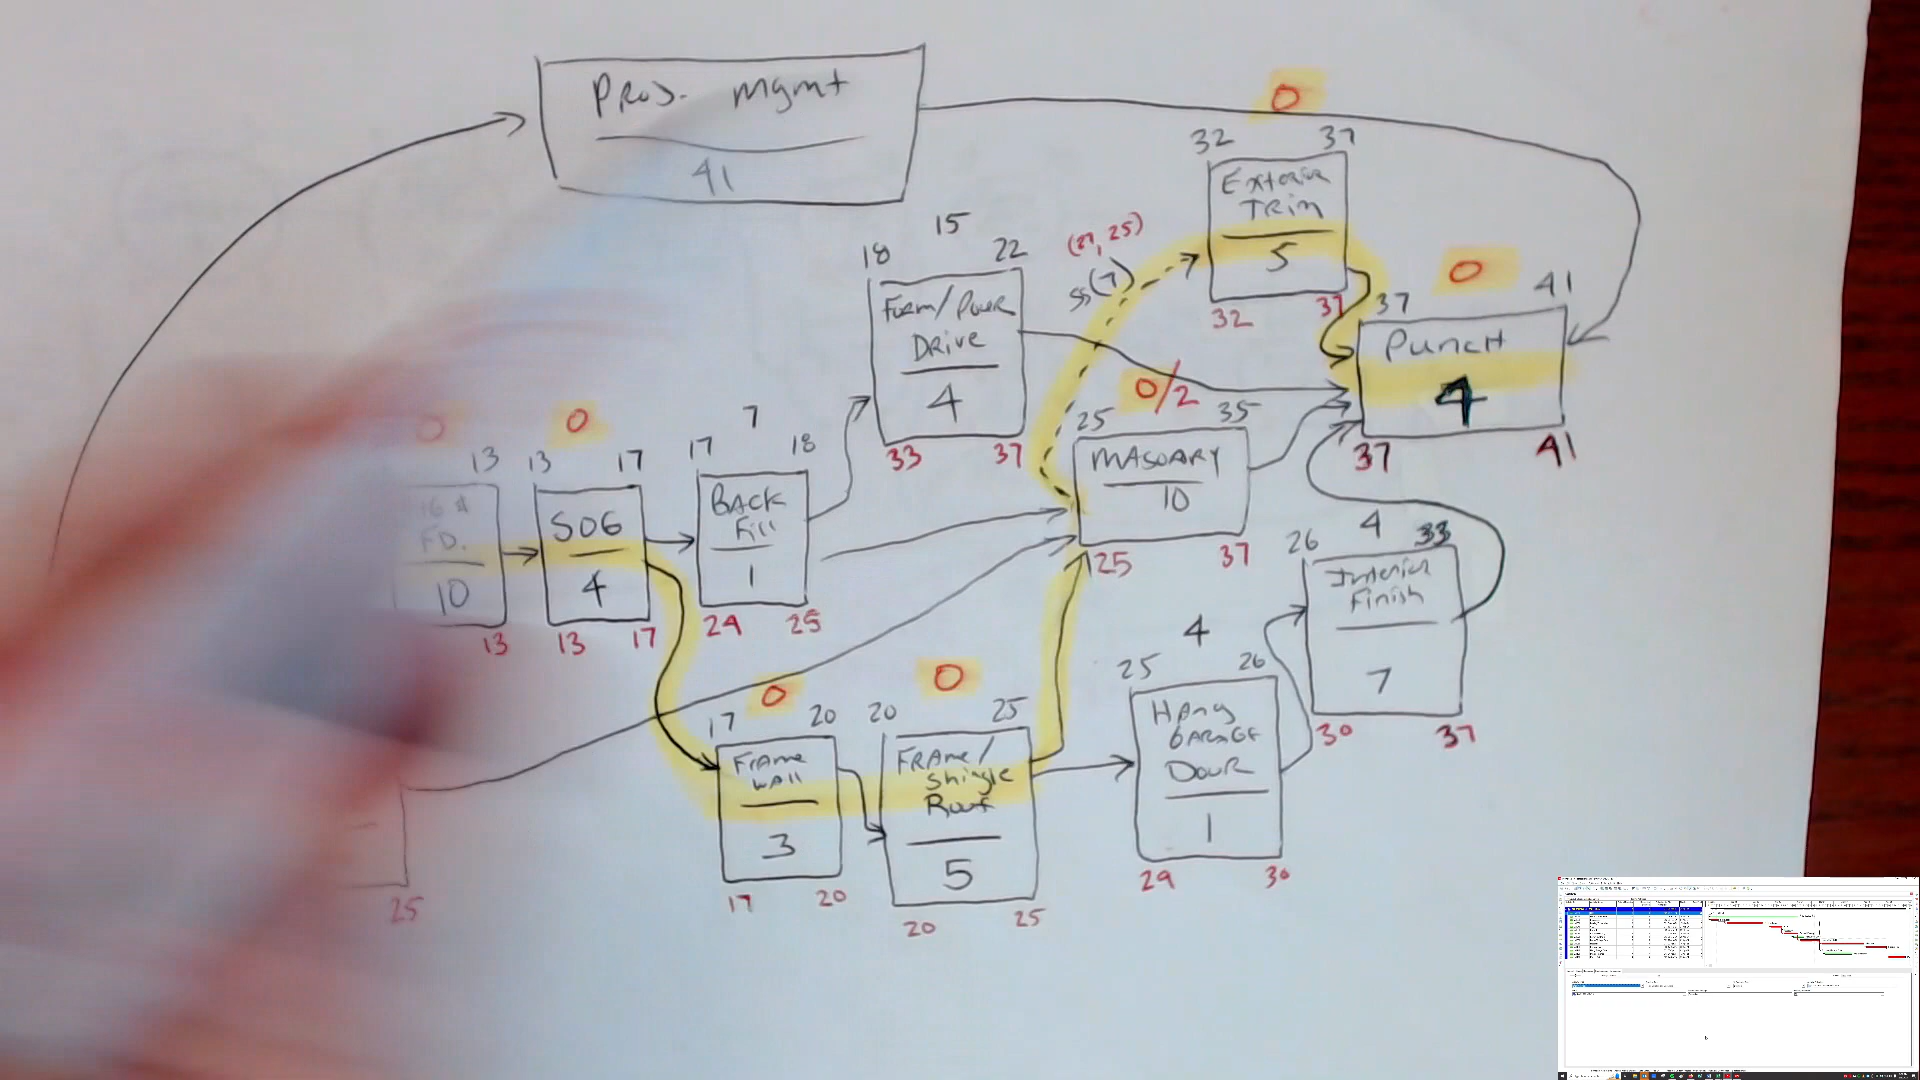 Proj. Mgmt
41
0
32 37
Exterior
Trim
5
32 37
15
18 22
Form/Pour
Drive
4
33 37
(27, 25)
SS(7)
0
37 41
Punch
4
37 41
0/2
25 35
MASOARY
10
25 37
0
13
FD.
10
13
0
13 17
SOG
4
13 17
7
17 18
BACK
Fill
1
24 25
4
26 33
Interior
Finish
7
30 37
0
17 20
Frame
Wall
3
17 20
0
20 25
FRAme/
Shingle
Roof
5
20 25
4
25 26
Hang
GARAGE
Door
1
29 30
25